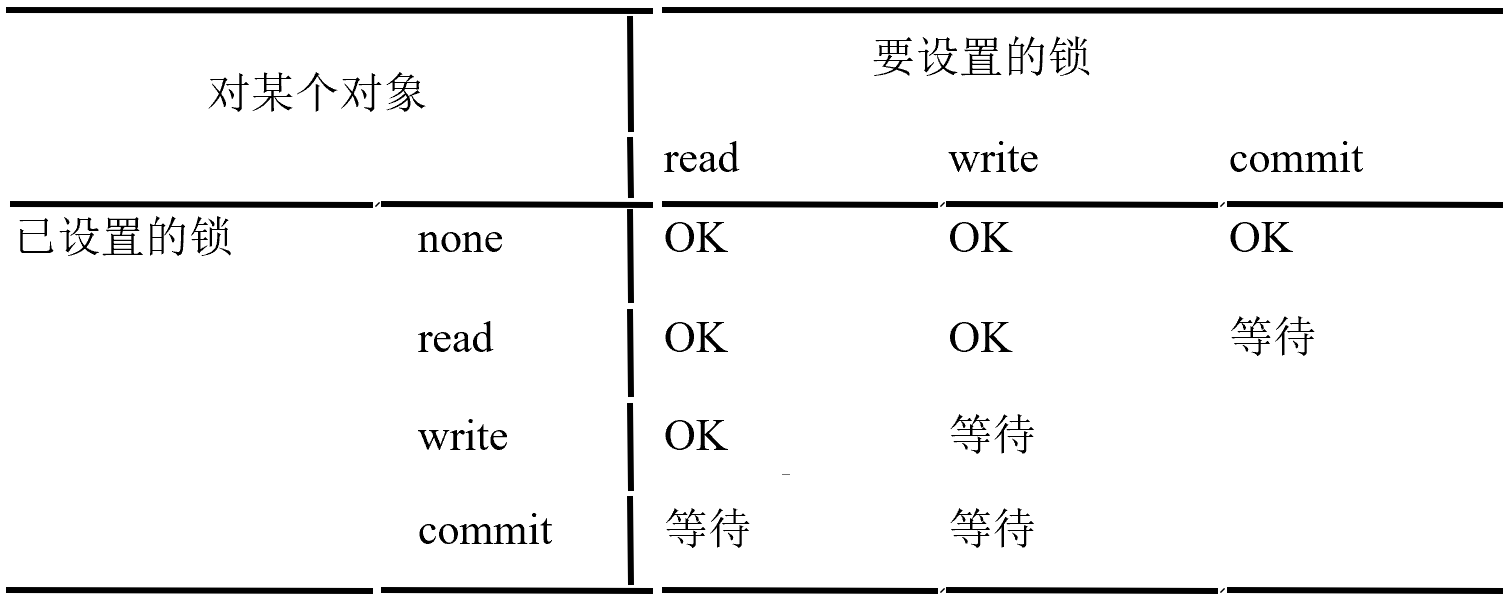 对某个对象 要设置的锁
read write commit
已设置的锁 none OK OK OK
read OK OK 等待
write OK 等待
commit 等待 等待